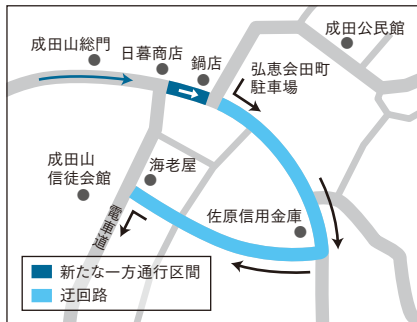 成田公民館
成田山総門
日暮商店
鍋店
弘恵会田町
駐車場
成田山
信徒会館
海老屋
電車道
佐原信用金庫
新たな一方通行区間
迂回路